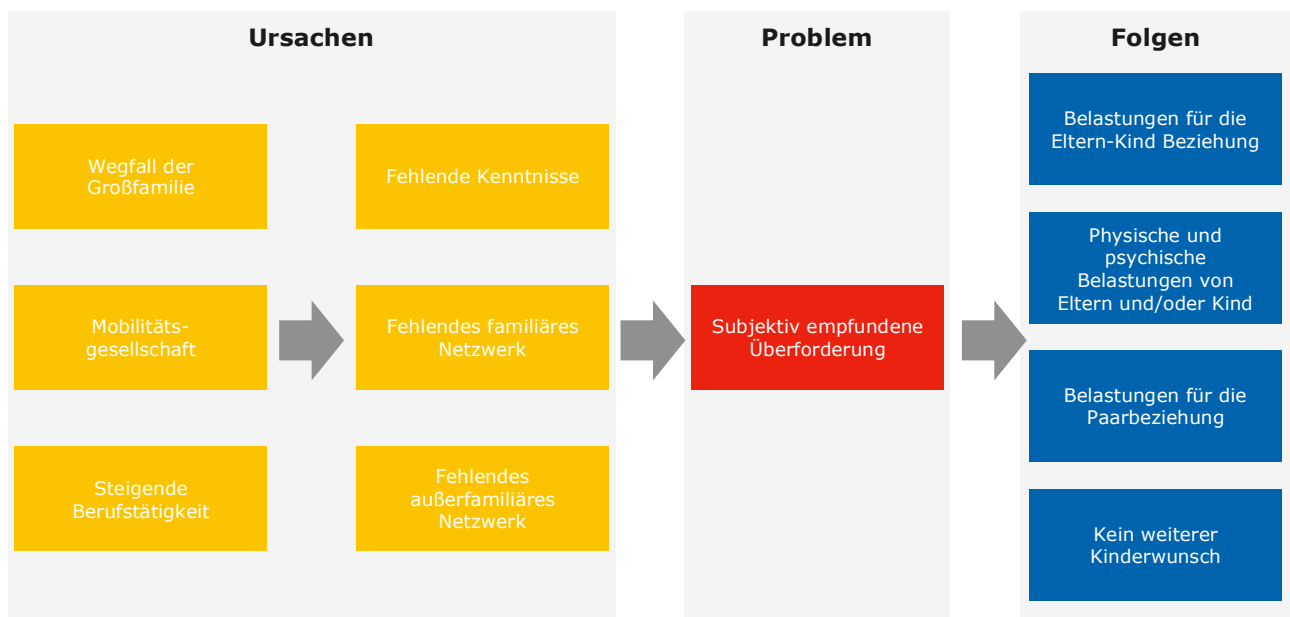 Ursachen
Wegfall der
Großfamilie
Mobilitäts-
gesellschaft
Steigende
Berufstätigkeit
Fehlende Kenntnisse
Fehlendes familiäres
Netzwerk
Fehlendes
außerfamiliäres
Netzwerk
Problem
Subjektiv empfundene
Überforderung
Folgen
Belastungen für die
Eltern-Kind Beziehung
Physische und
psychische
Belastungen von
Eltern und/oder Kind
Belastungen für die
Paarbeziehung
Kein weiterer
Kinderwunsch